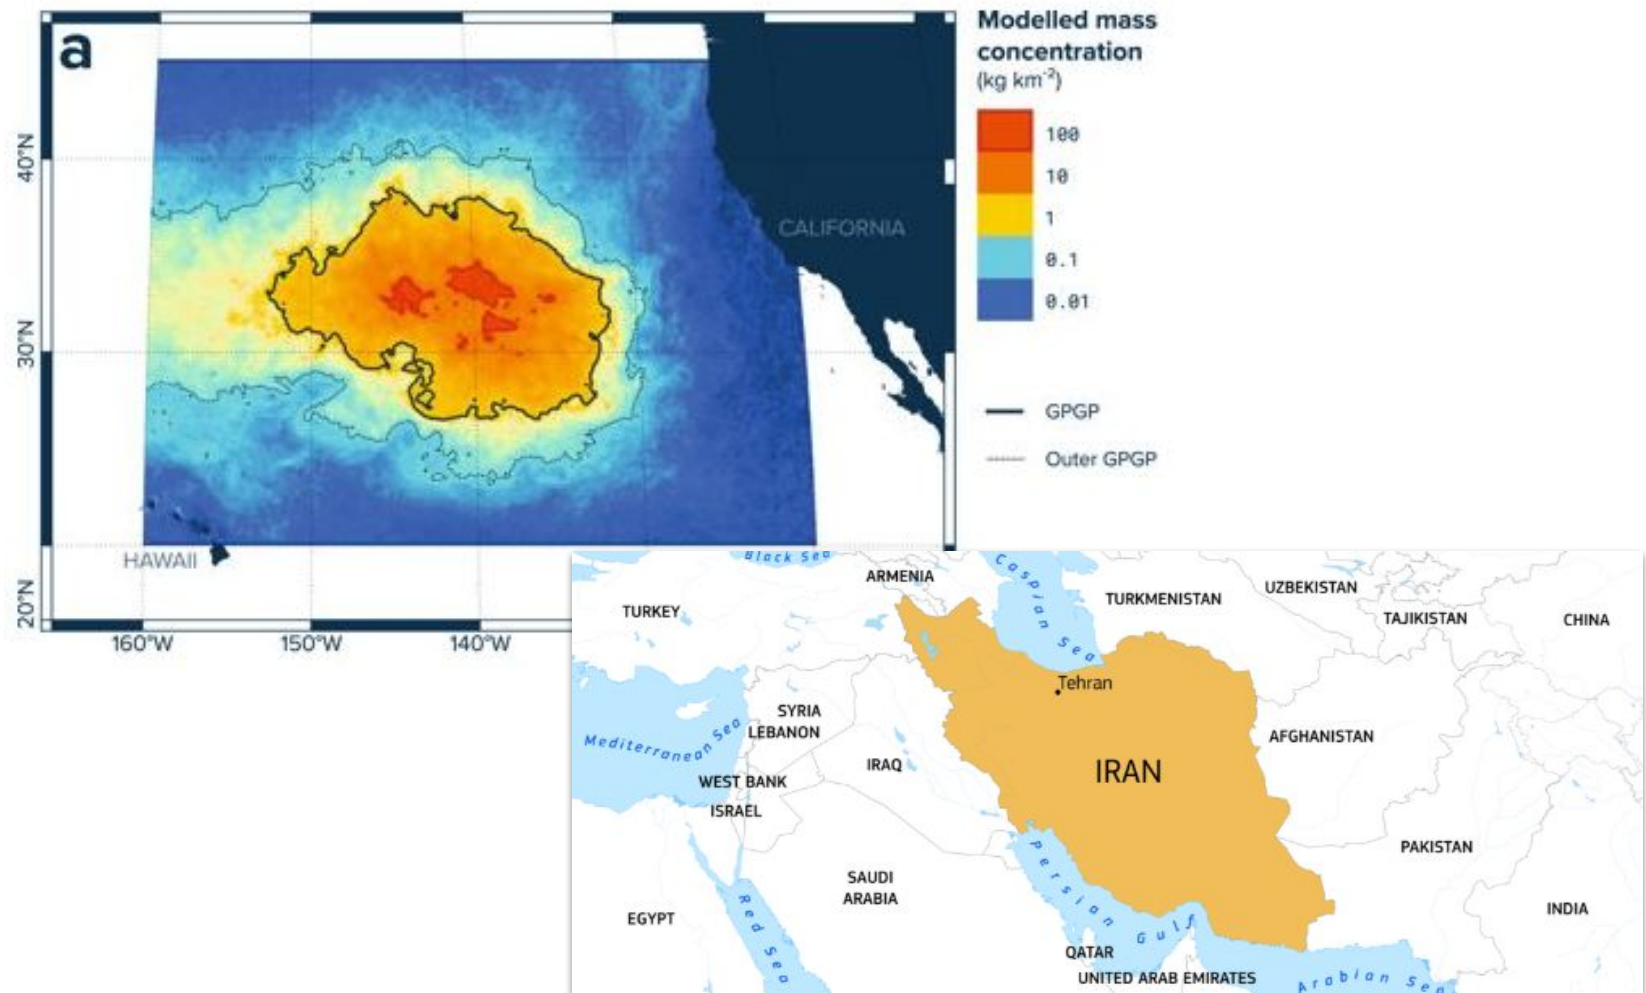 a
Modelled mass
concentration
(kg km⁻²)
100
10
1
0.1
0.01
GPGP
Outer GPGP
40°N
30°N
20°N
CALIFORNIA
HAWAII
160°W
150°W
140°W
Black Sea
ARMENIA
Caspian Sea
TURKMENISTAN
UZBEKISTAN
TAJIKISTAN
CHINA
TURKEY
Tehran
SYRIA
LEBANON
Mediterranean Sea
AFGHANISTAN
IRAQ
IRAN
WEST BANK
ISRAEL
PAKISTAN
Persian Gulf
SAUDI
ARABIA
EGYPT
Red Sea
INDIA
QATAR
UNITED ARAB EMIRATES
Arabian Sea